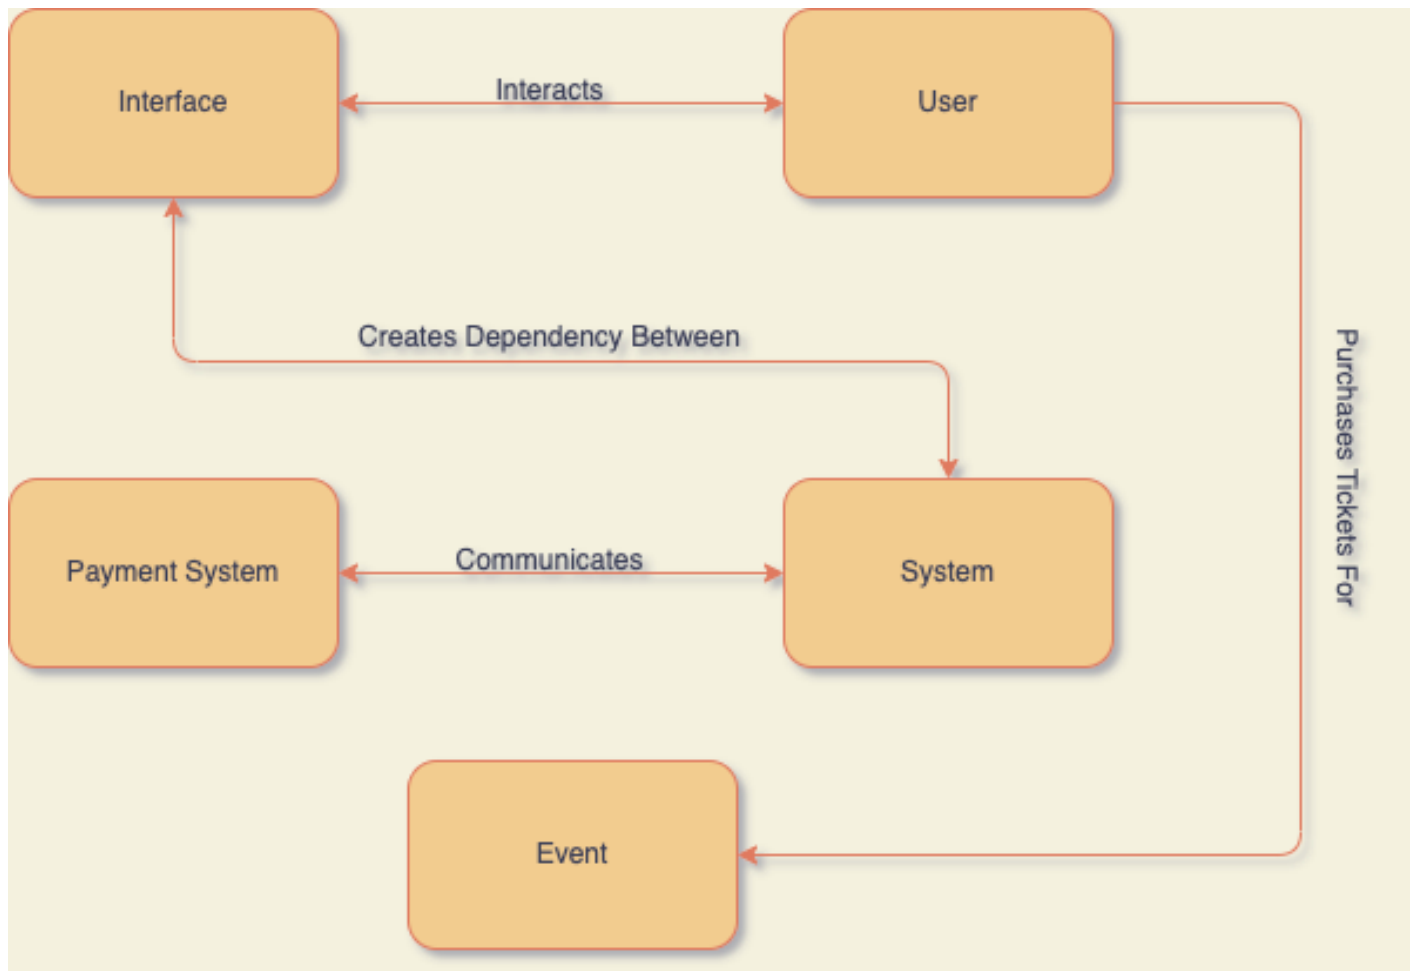 Interface
Interacts
User
Creates Dependency Between
Purchases Tickets For
Payment System
Communicates
System
Event